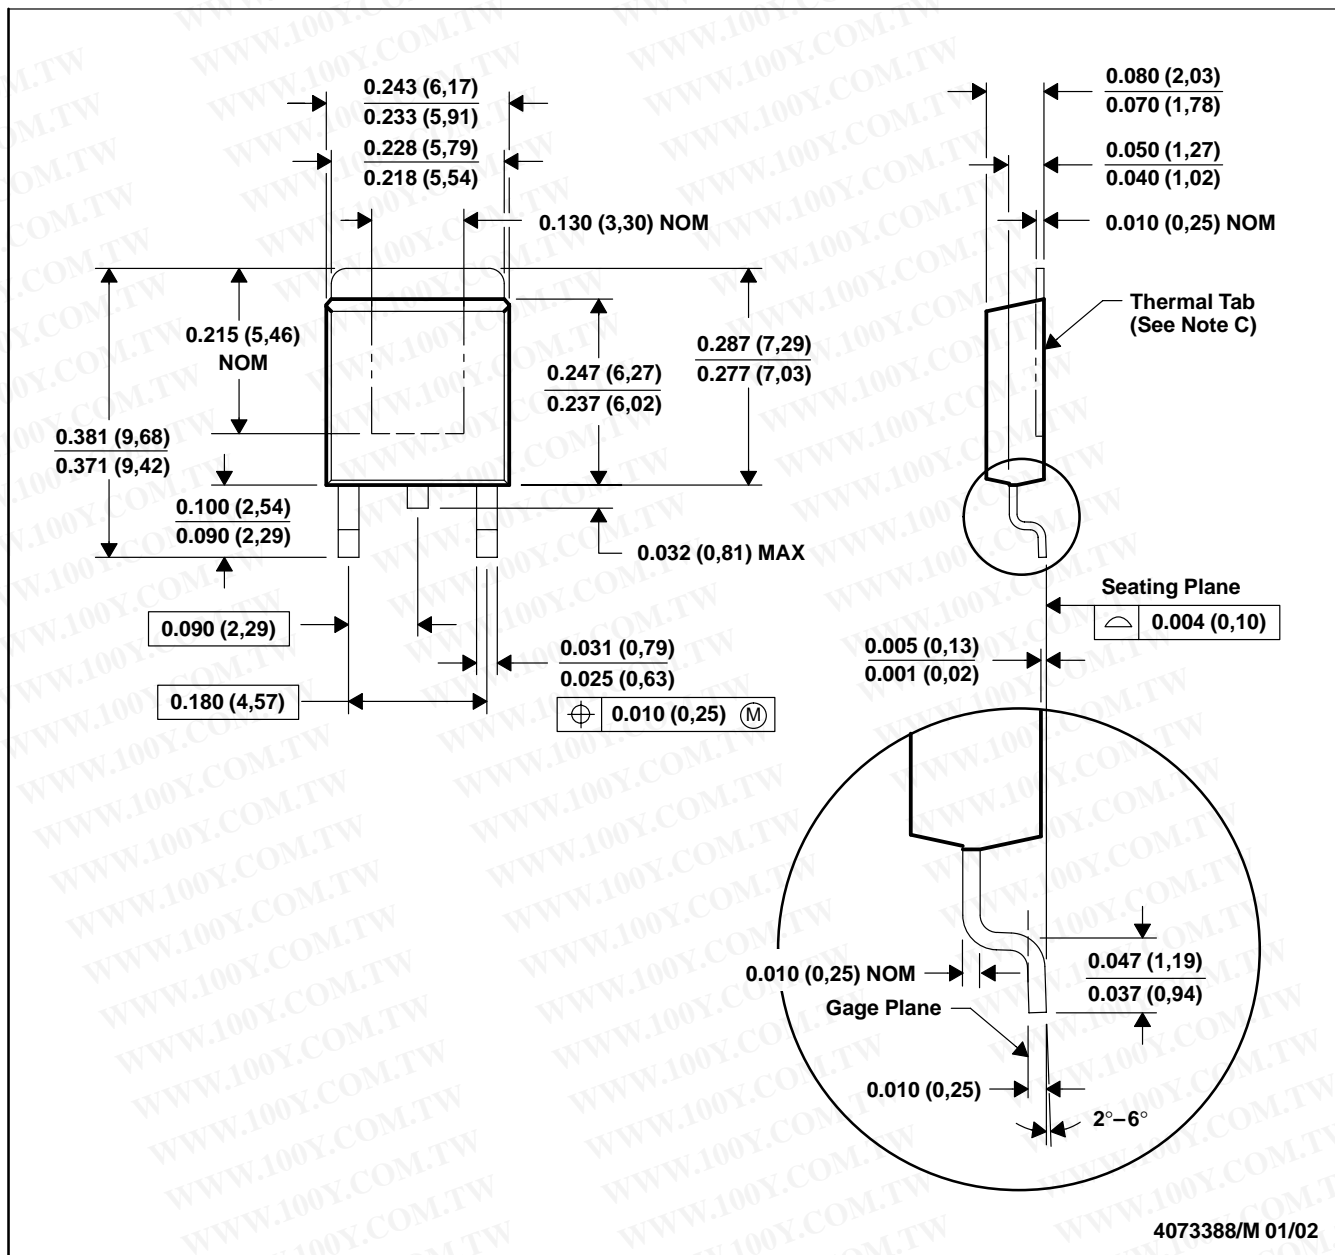 0.243 (6,17)
0.233 (5,91)
0.228 (5,79)
0.218 (5,54)
0.130 (3,30) NOM
0.215 (5,46)
NOM
0.247 (6,27)
0.237 (6,02)
0.287 (7,29)
0.277 (7,03)
0.381 (9,68)
0.371 (9,42)
0.100 (2,54)
0.090 (2,29)
0.032 (0,81) MAX
0.090 (2,29)
0.180 (4,57)
0.031 (0,79)
0.025 (0,63)
0.010 (0,25) M
0.080 (2,03)
0.070 (1,78)
0.050 (1,27)
0.040 (1,02)
0.010 (0,25) NOM
Thermal Tab
(See Note C)
Seating Plane
0.004 (0,10)
0.005 (0,13)
0.001 (0,02)
0.010 (0,25) NOM
Gage Plane
0.047 (1,19)
0.037 (0,94)
0.010 (0,25)
2°–6°
4073388/M 01/02
WWW.100Y.COM.TW